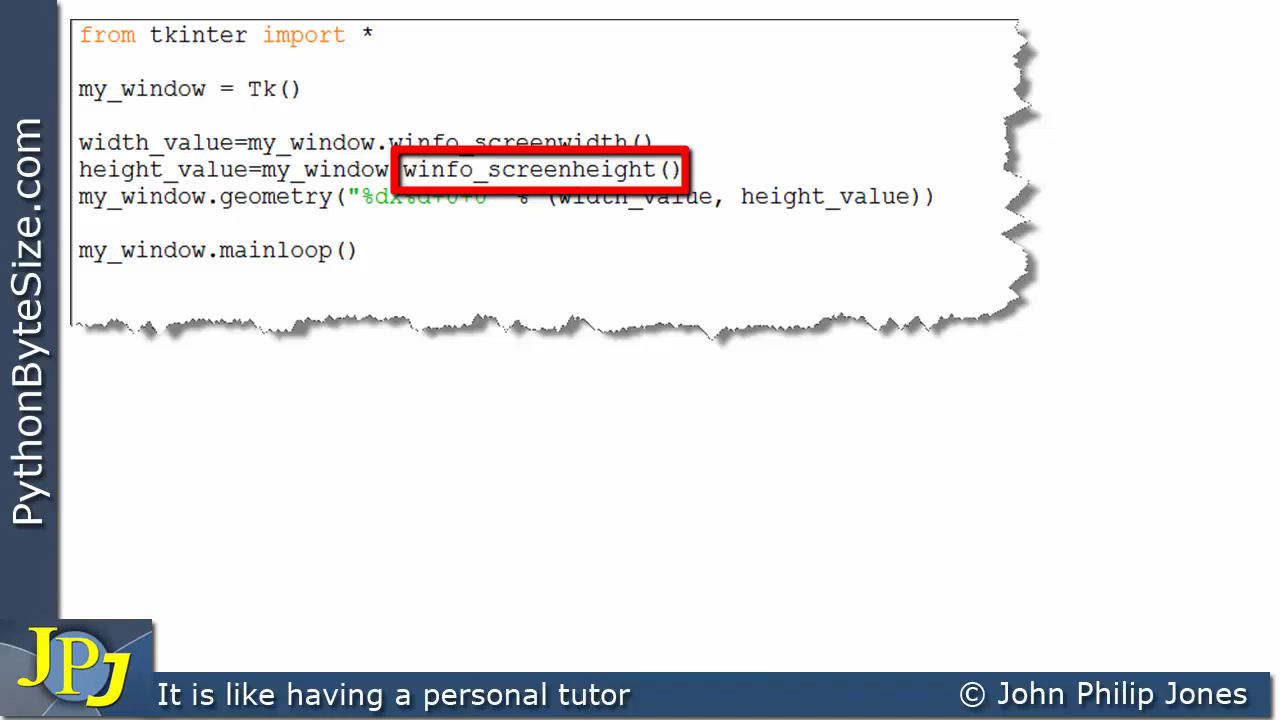 from tkinter import *
my_window = Tk()
width_value=my_window.winfo_screenwidth()
height_value=my_window winfo_screenheight()
my_window.geometry("%dx%d+0+0" % (width_value, height_value))
my_window.mainloop()
PythonByteSize.com
JPJ
It is like having a personal tutor
© John Philip Jones